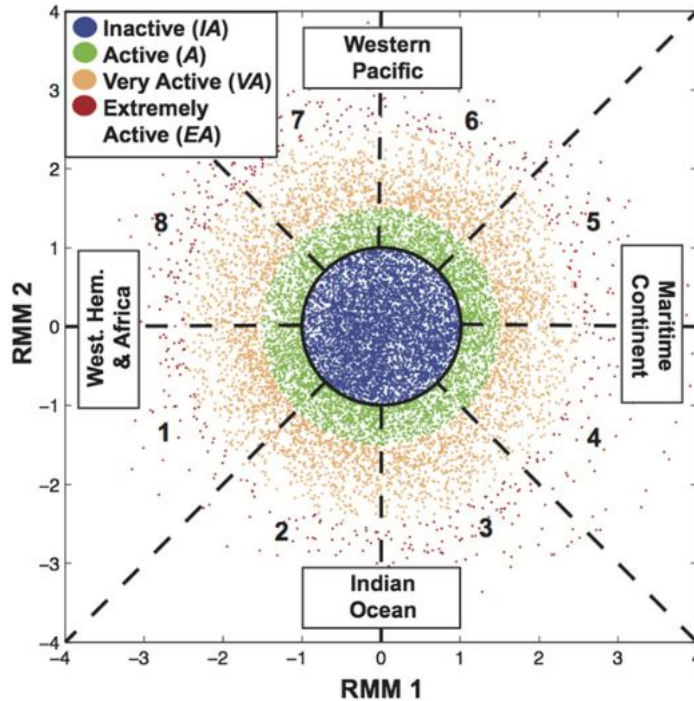 Inactive (IA)
Active (A)
Very Active (VA)
Extremely
Active (EA)
Western
Pacific
7
6
8
5
West. Hem.
& Africa
Maritime
Continent
1
4
2
3
Indian
Ocean
RMM 2
4
3
2
1
0
−1
−2
−3
−4
−4
−3
−2
−1
0
1
2
3
4
RMM 1